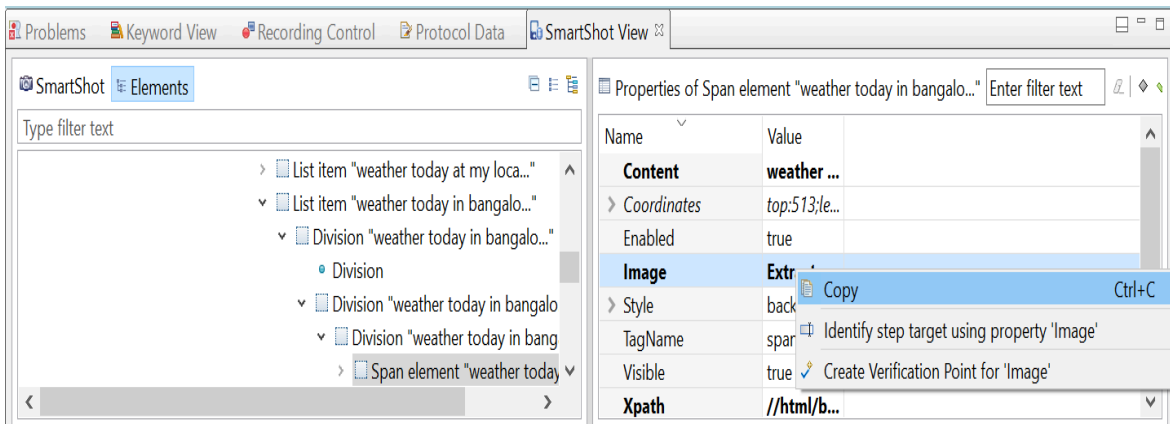 Problems Keyword View Recording Control Protocol Data SmartShot View
SmartShot Elements
Type filter text
List item "weather today at my loca..."
List item "weather today in bangalo..."
Division "weather today in bangalo..."
Division
Division "weather today in bangalo
Division "weather today in bang
Span element "weather today
Properties of Span element "weather today in bangalo..." Enter filter text
Name Value
Content weather ...
Coordinates top:513;le...
Enabled true
Image
Style back
TagName span
Visible true
Xpath //html/b...
Copy Ctrl+C
Identify step target using property 'Image'
Create Verification Point for 'Image'